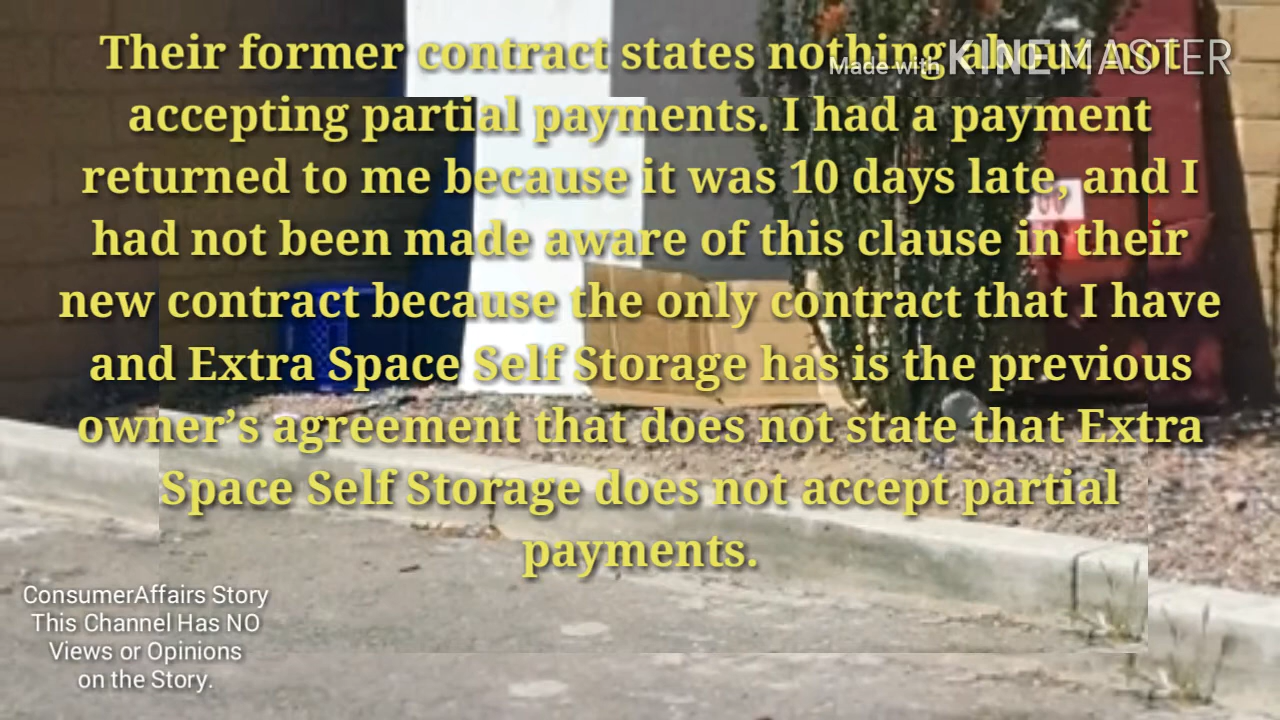 Their former contract states nothing about not
accepting partial payments. I had a payment
returned to me because it was 10 days late, and I
had not been made aware of this clause in their
new contract because the only contract that I have
and Extra Space Self Storage has is the previous
owner’s agreement that does not state that Extra
Space Self Storage does not accept partial
payments.
Made with KINEMASTER
ConsumerAffairs Story
This Channel Has NO
Views or Opinions
on the Story.